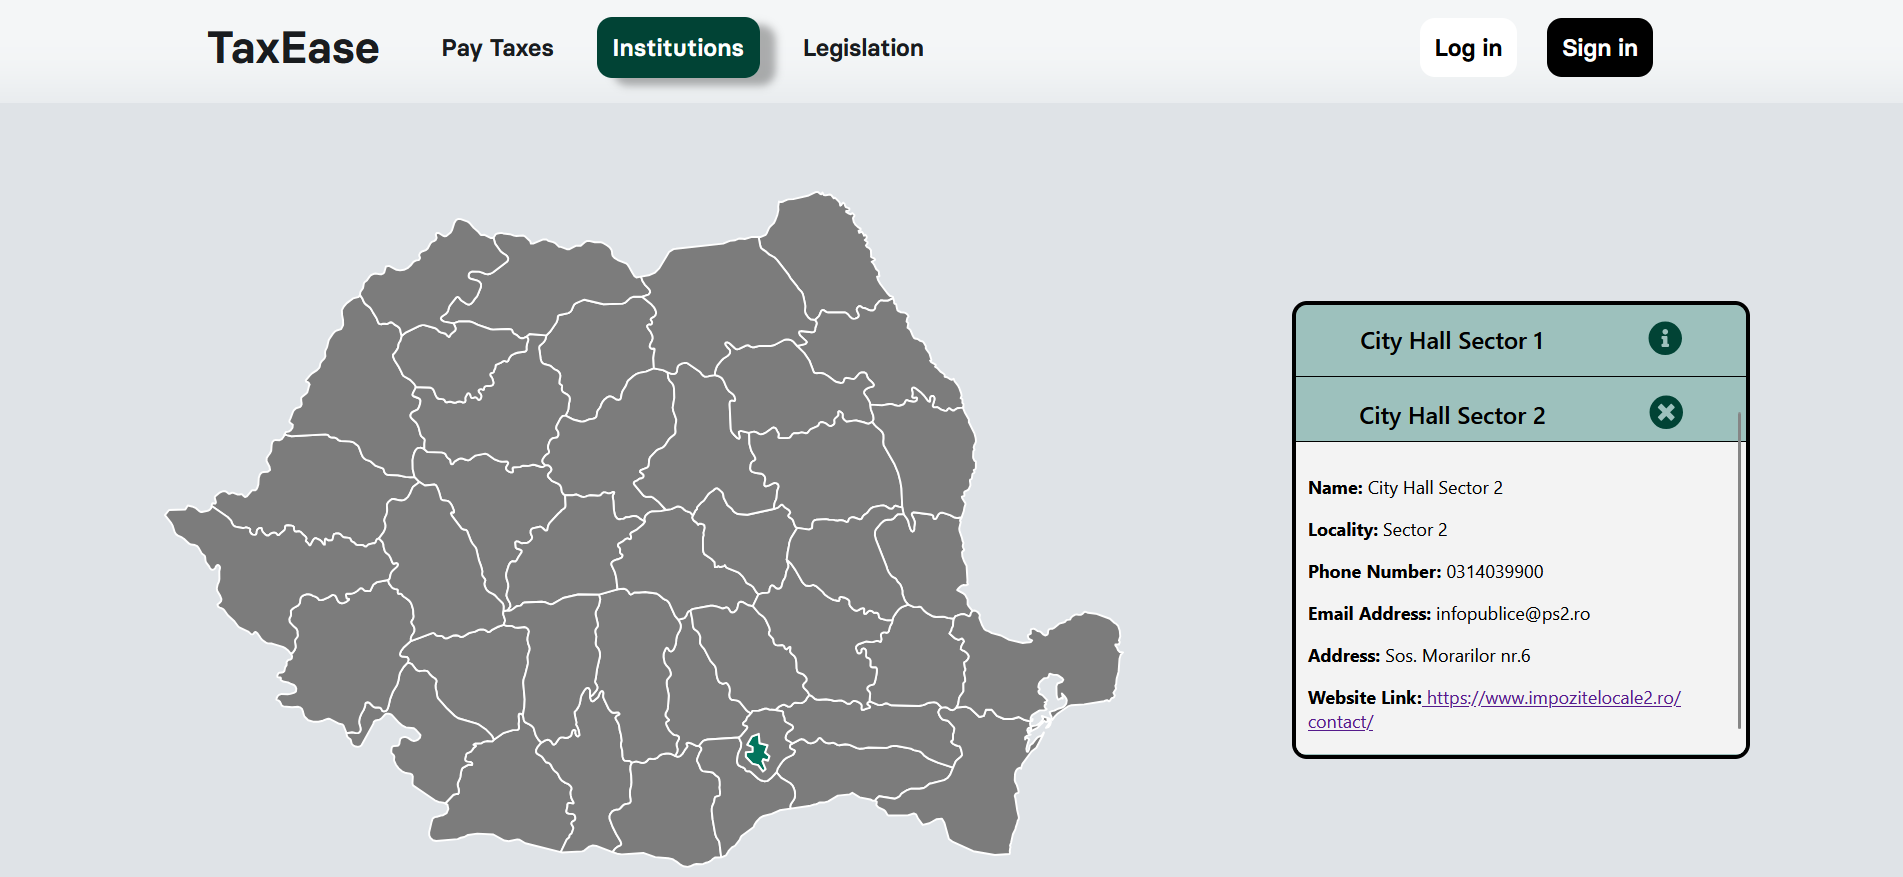 TaxEase Pay Taxes Institutions Legislation Log in Sign in
City Hall Sector 1
City Hall Sector 2
Name: City Hall Sector 2
Locality: Sector 2
Phone Number: 0314039900
Email Address: infopublice@ps2.ro
Address: Sos. Morarilor nr.6
Website Link: https://www.impozitelocale2.ro/
contact/